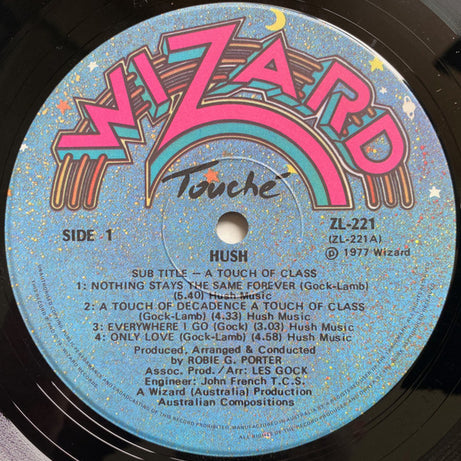 WIZARD
Touché
SIDE 1
ZL-221
(ZL-221A)
Ⓟ 1977 Wizard
HUSH
SUB TITLE – A TOUCH OF CLASS
1: NOTHING STAYS THE SAME FOREVER (Gock-Lamb)
(5.40) Hush Music
2: A TOUCH OF DECADENCE A TOUCH OF CLASS
(Gock-Lamb) (4.33) Hush Music
3: EVERYWHERE I GO (Gock) (3.03) Hush Music
4: ONLY LOVE (Gock-Lamb) (4.58) Hush Music
Produced, Arranged & Conducted
by ROBIE G. PORTER
Assoc. Prod./Arr: LES GOCK
Engineer: John French T.C.S.
A Wizard (Australia) Production
Australian Compositions